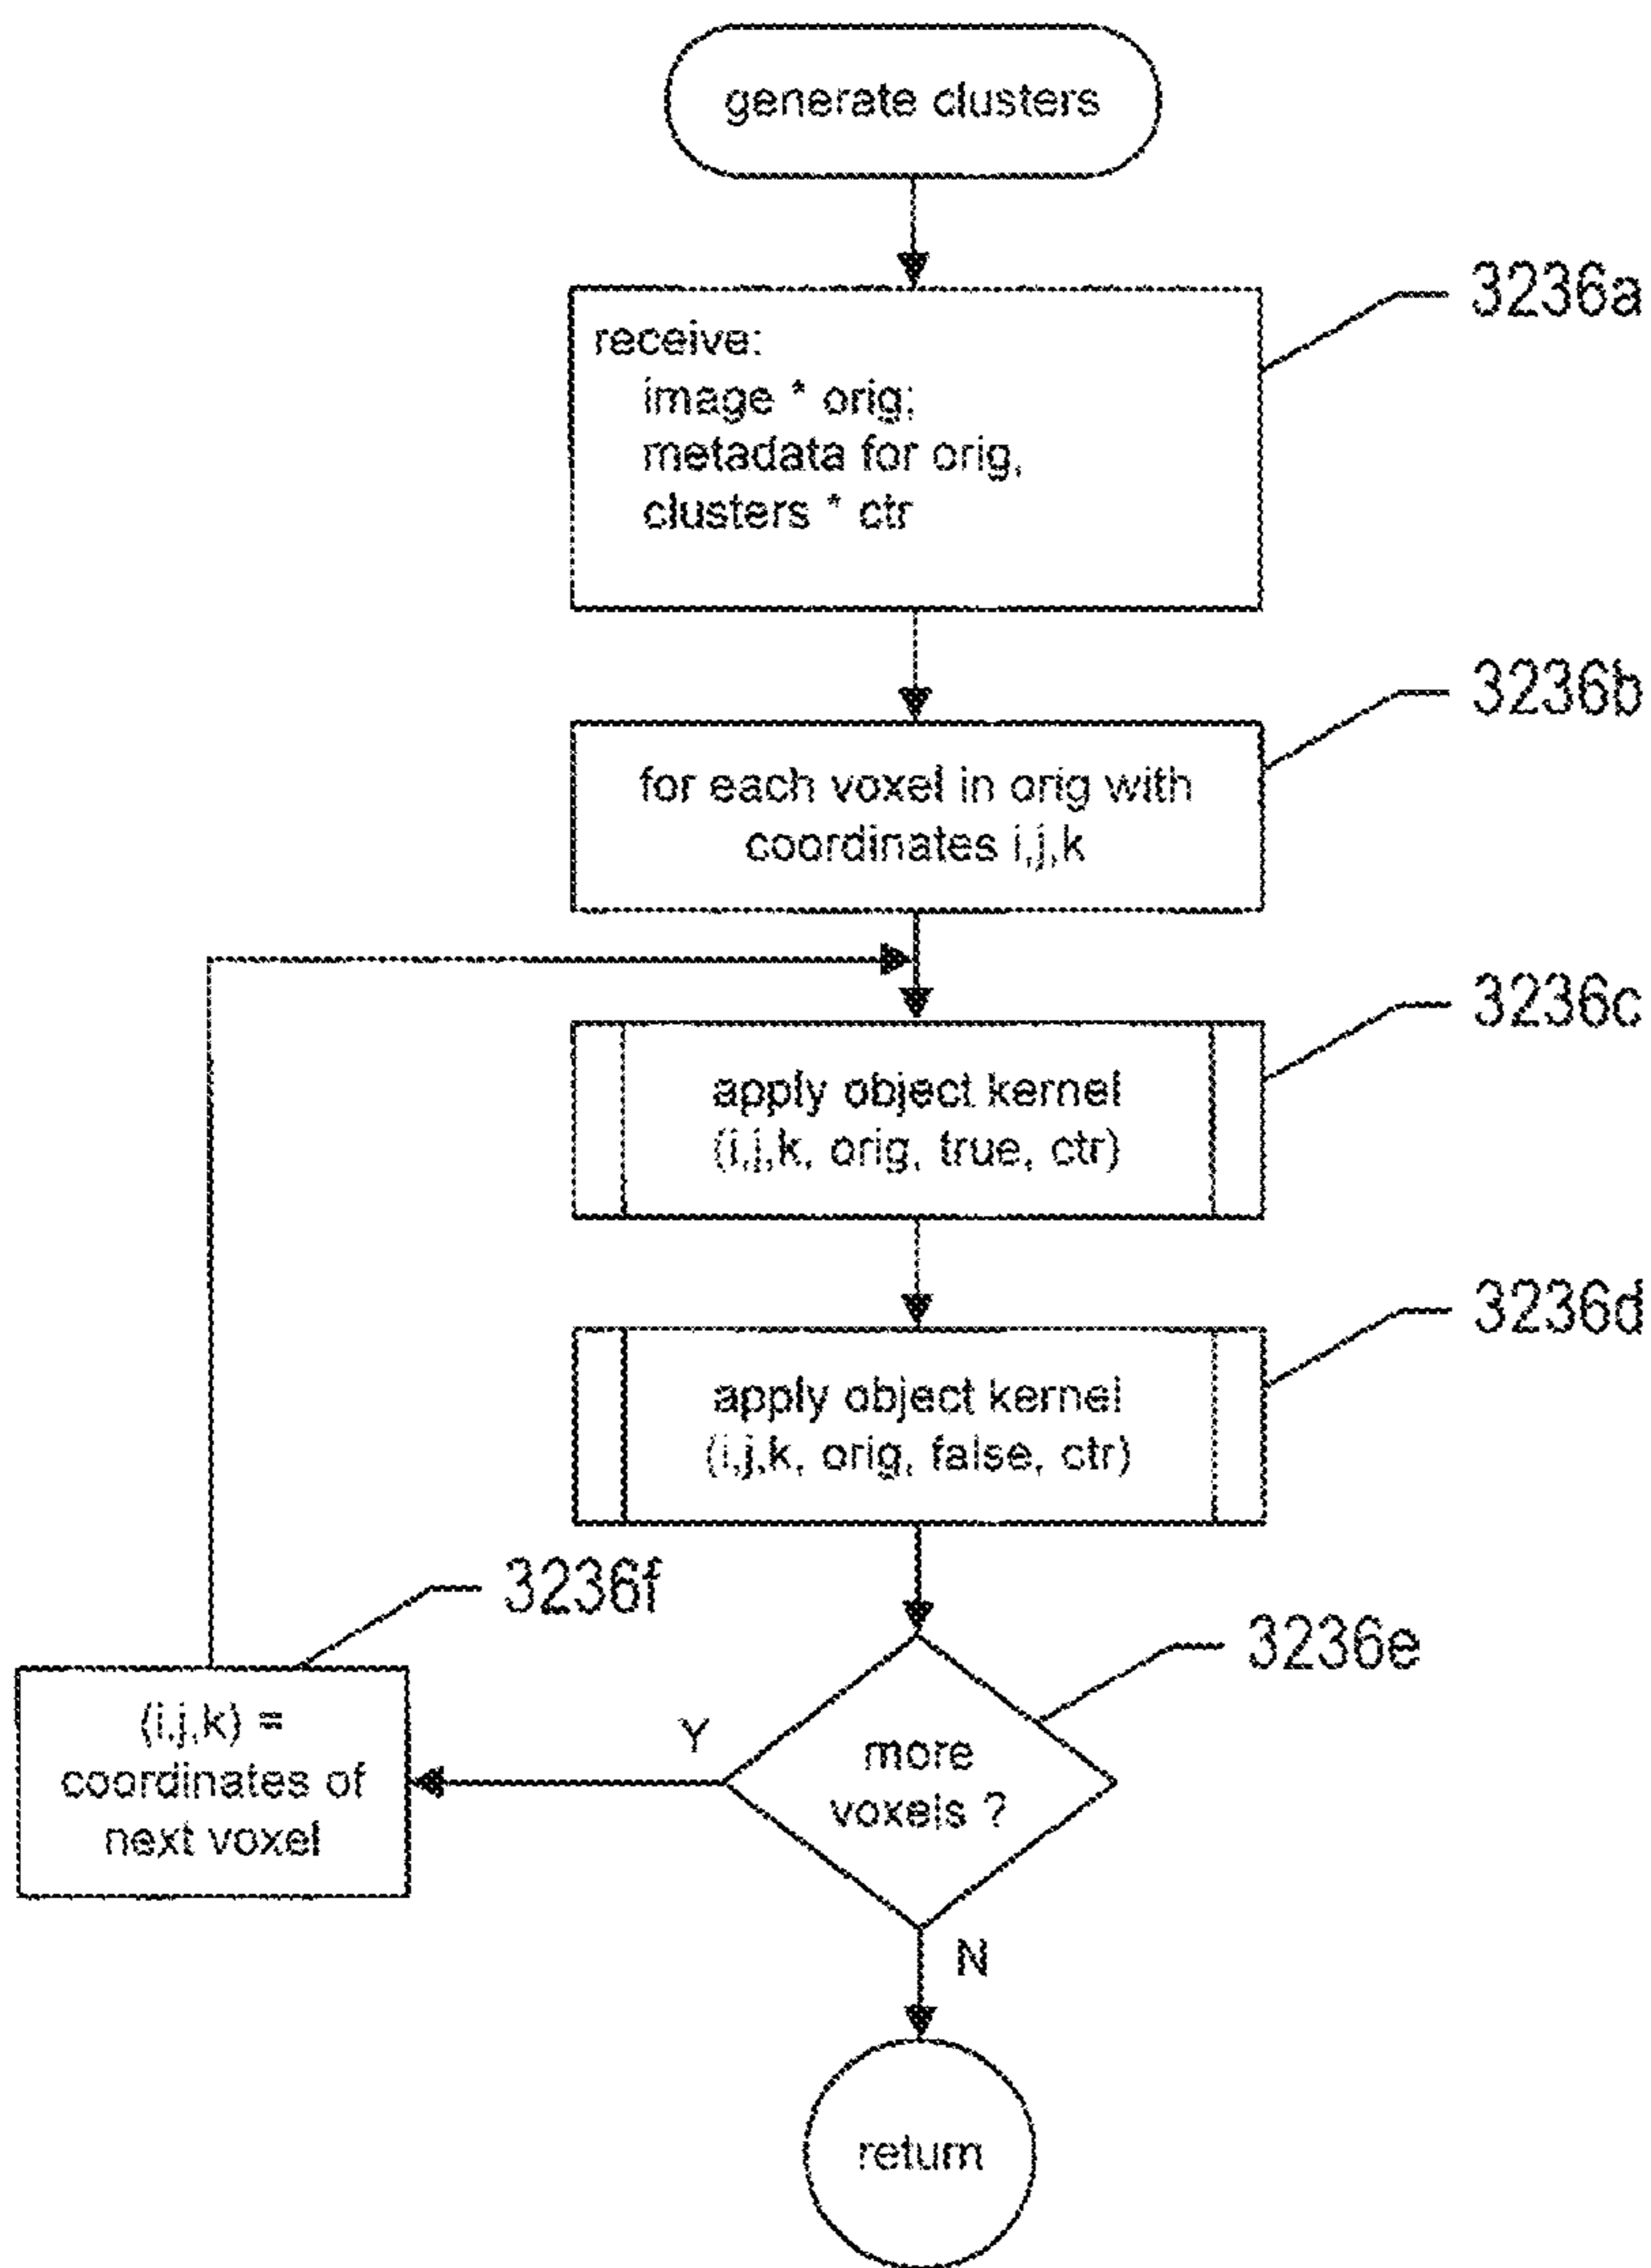 generate clusters
3236a
receive:
image * orig;
metadata for orig,
clusters * ctr
3236b
for each voxel in orig with
coordinates i,j,k
3236c
apply object kernel
(i,j,k, orig, true, ctr)
3236d
apply object kernel
(i,j,k, orig, false, ctr)
3236f
3236e
(i,j,k) =
coordinates of
next voxel
Y
more
voxels ?
N
return